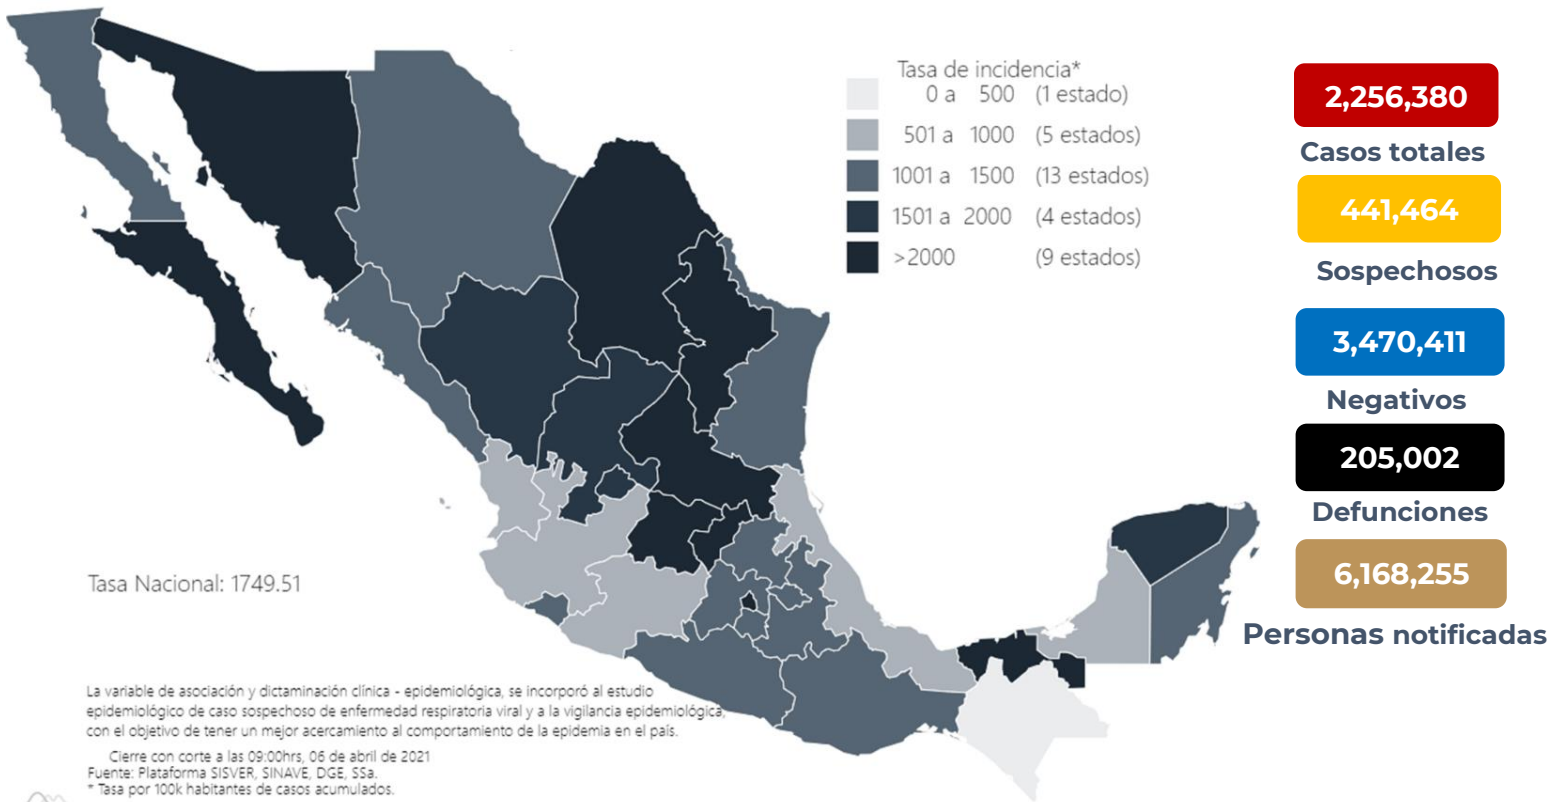 Tasa de incidencia*
0 a 500 (1 estado)
501 a 1000 (5 estados)
1001 a 1500 (13 estados)
1501 a 2000 (4 estados)
>2000 (9 estados)
2,256,380
Casos totales
441,464
Sospechosos
3,470,411
Negativos
205,002
Defunciones
6,168,255
Personas notificadas
Tasa Nacional: 1749.51
La variable de asociación y dictaminación clínica - epidemiológica, se incorporó al estudio
epidemiológico de caso sospechoso de enfermedad respiratoria viral y a la vigilancia epidemiológica,
con el objetivo de tener un mejor acercamiento al comportamiento de la epidemia en el país.
Cierre con corte a las 09:00hrs, 06 de abril de 2021
Fuente: Plataforma SISVER, SINAVE, DGE, SSa.
* Tasa por 100k habitantes de casos acumulados.